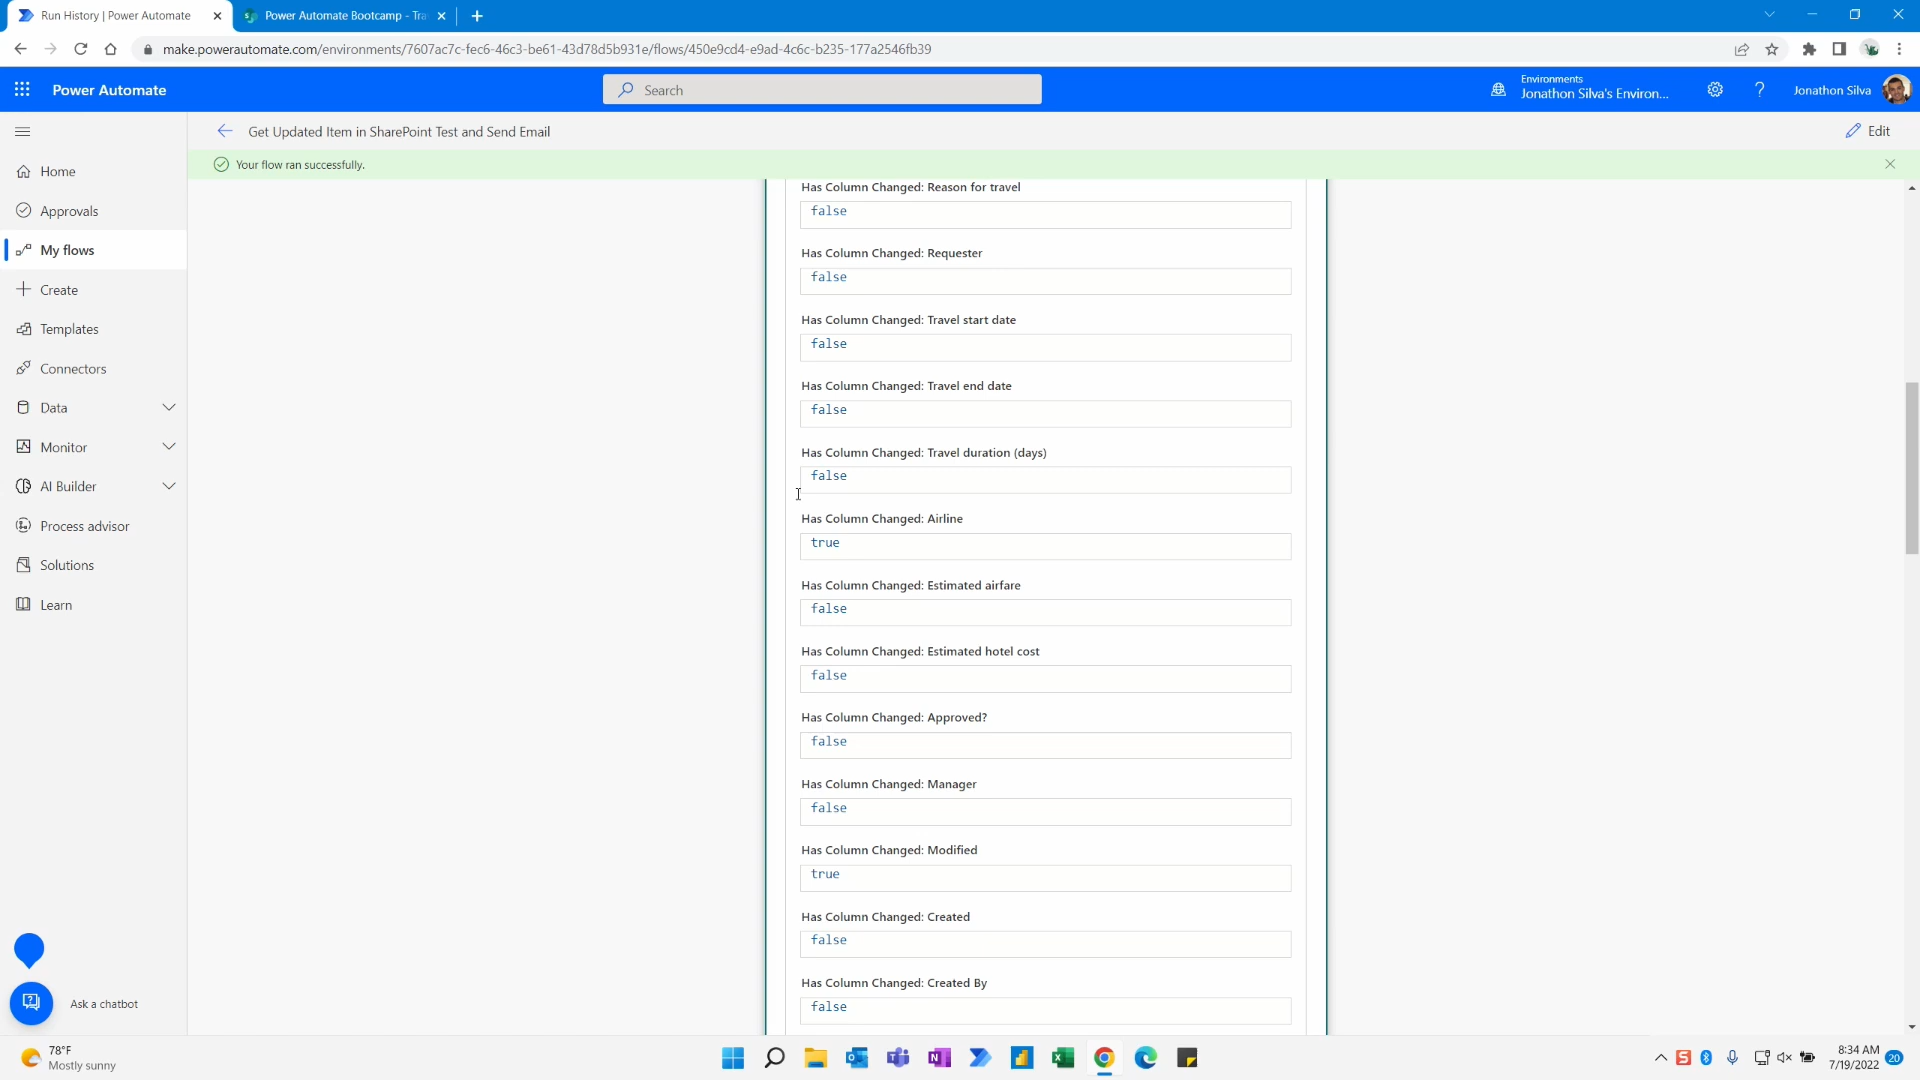 Run History | Power Automate
Power Automate Bootcamp - Tra
make.powerautomate.com/environments/7607ac7c-fec6-46c3-be61-43d78d5b931e/flows/450e9cd4-e9ad-4c6c-b235-177a2546fb39
Power Automate
Search
Environments
Jonathon Silva's Environ...
Jonathon Silva
Get Updated Item in SharePoint Test and Send Email
Edit
Your flow ran successfully.
Home
Approvals
My flows
Create
Templates
Connectors
Data
Monitor
AI Builder
Process advisor
Solutions
Learn
Ask a chatbot
Has Column Changed: Reason for travel
false
Has Column Changed: Requester
false
Has Column Changed: Travel start date
false
Has Column Changed: Travel end date
false
Has Column Changed: Travel duration (days)
false
Has Column Changed: Airline
true
Has Column Changed: Estimated airfare
false
Has Column Changed: Estimated hotel cost
false
Has Column Changed: Approved?
false
Has Column Changed: Manager
false
Has Column Changed: Modified
true
Has Column Changed: Created
false
Has Column Changed: Created By
false
78°F
Mostly sunny
8:34 AM
7/19/2022
20